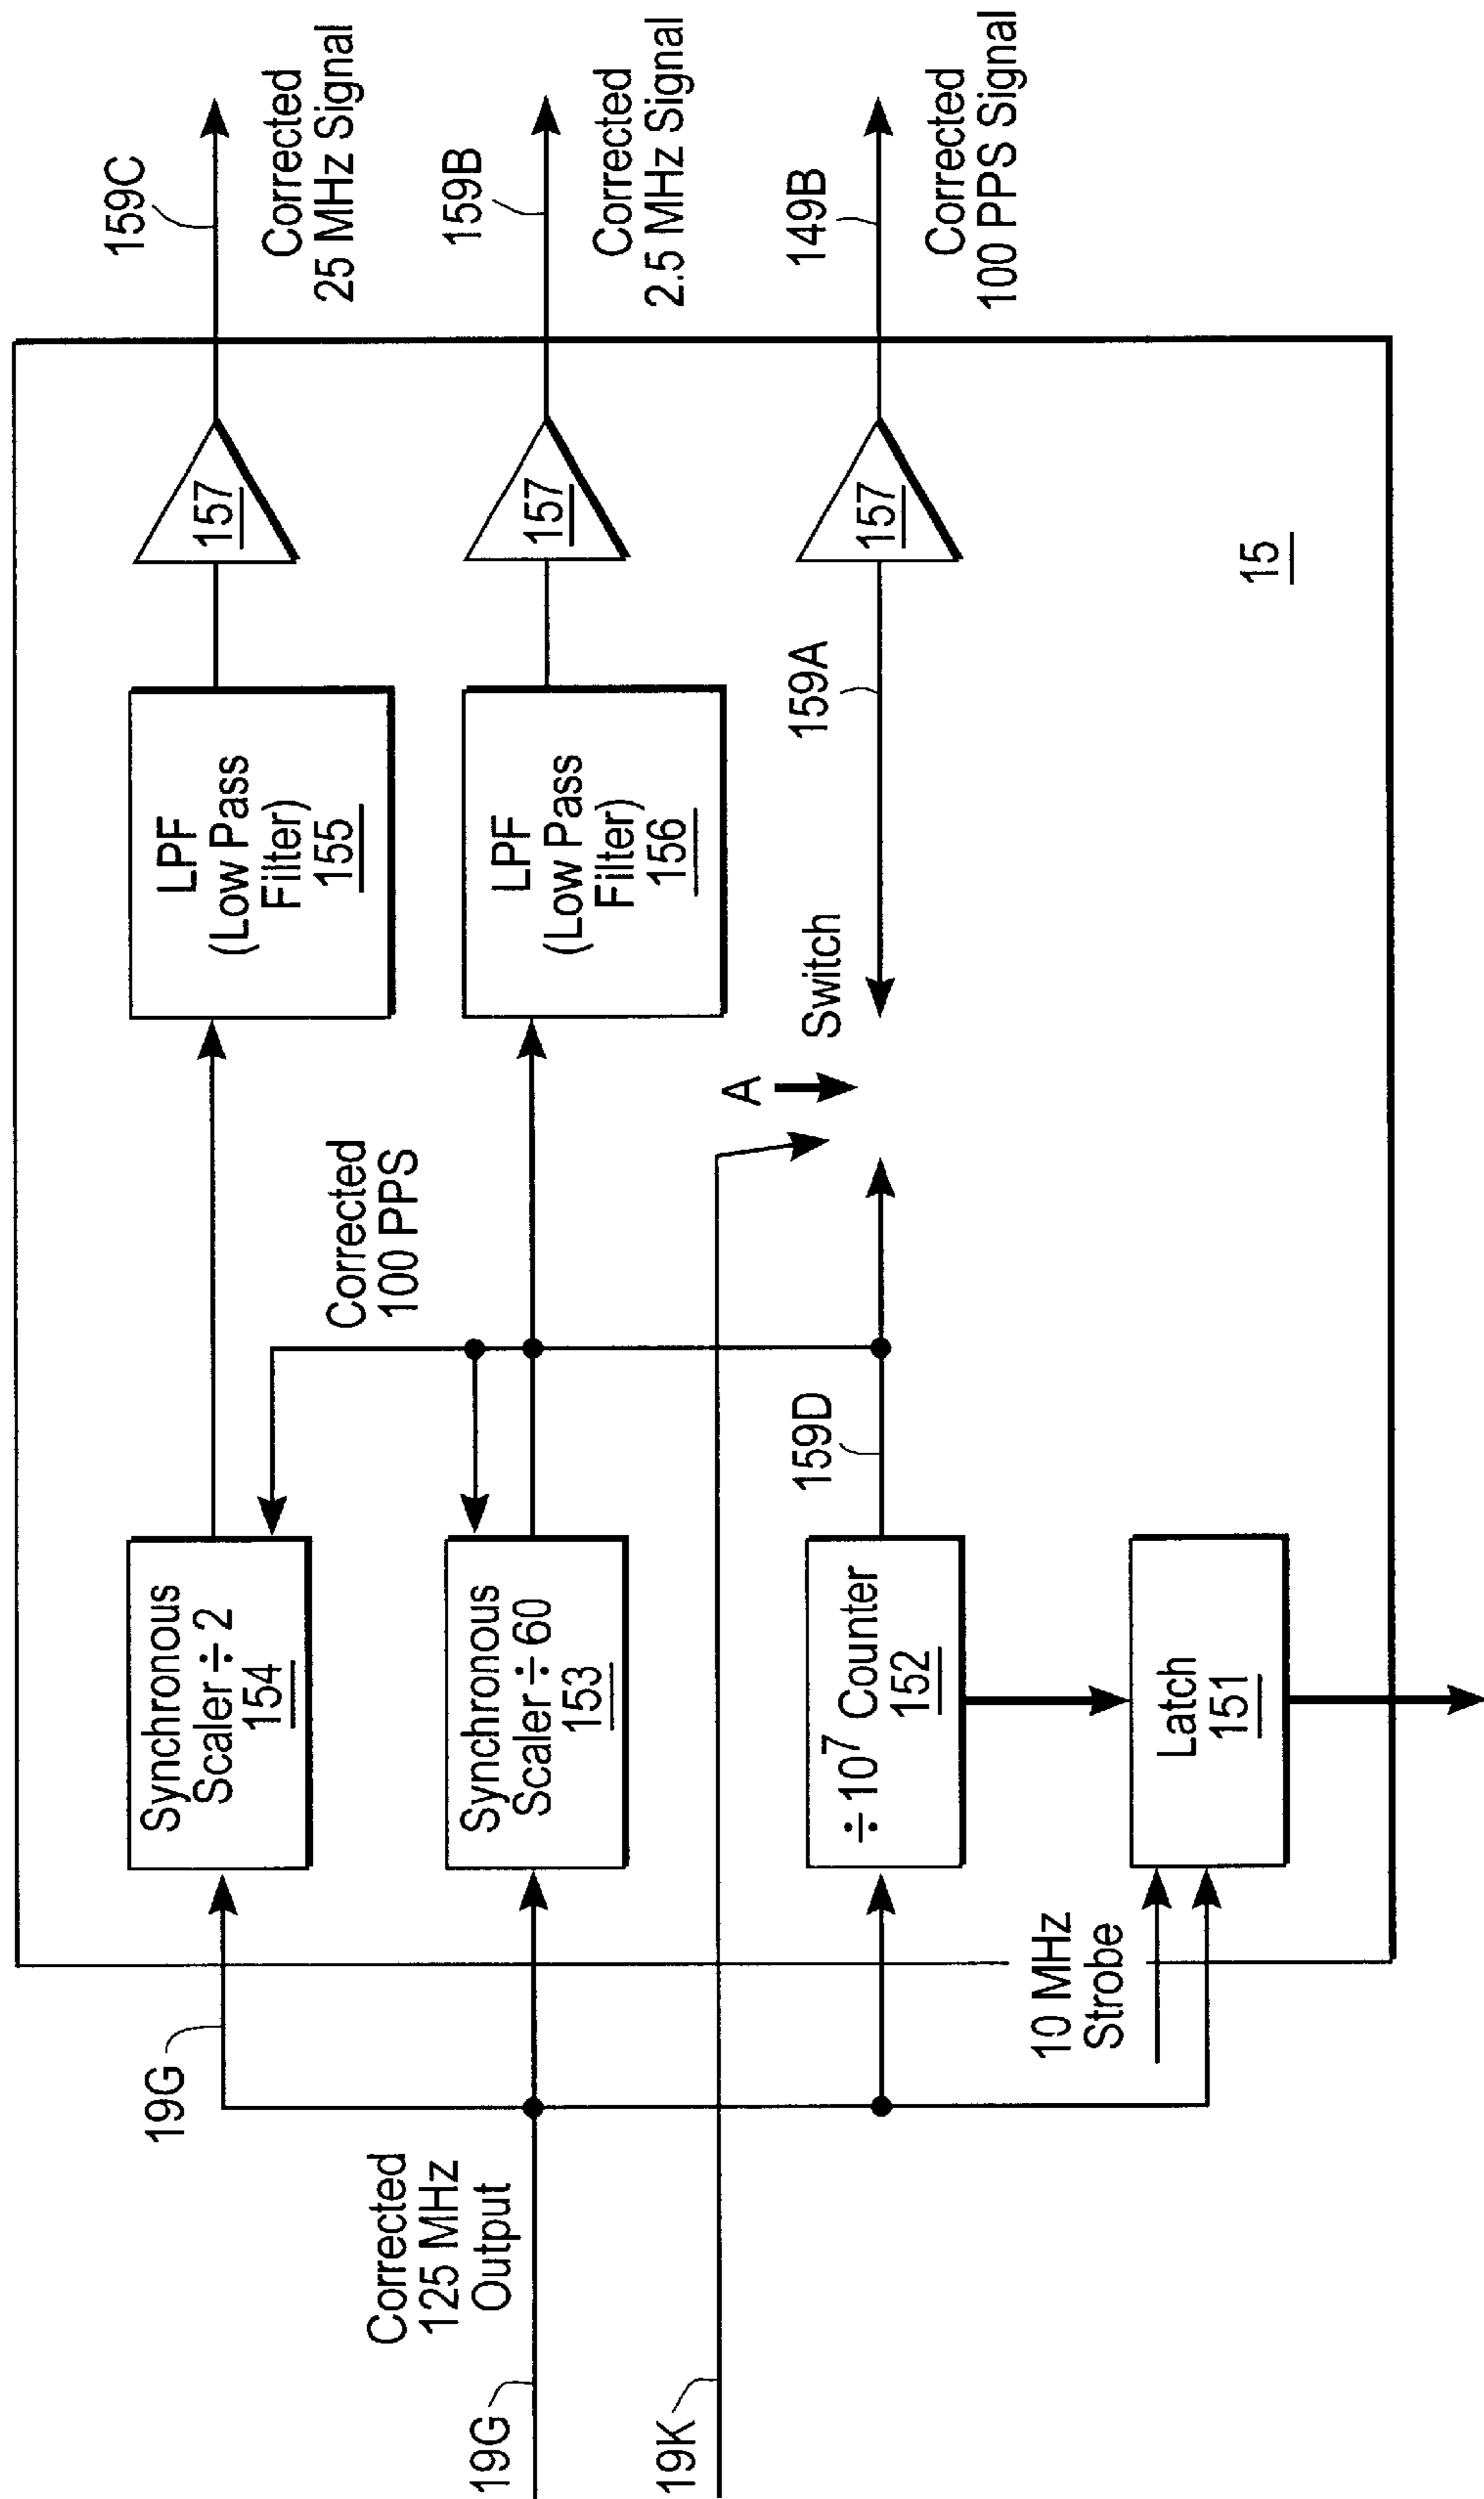 19G
Corrected
125 MHz
Output
19G
19K
10 MHz
Strobe
Synchronous
Scaler ÷ 2
154
Synchronous
Scaler ÷ 60
153
÷ 10⁷ Counter
152
Latch
151
159D
Corrected
100 PPS
A
Switch
LPF
(Low Pass
Filter)
155
LPF
(Low Pass
Filter)
156
159A
157
157
157
15
159C
Corrected
25 MHz Signal
159B
Corrected
2.5 MHz Signal
149B
Corrected
100 PPS Signal